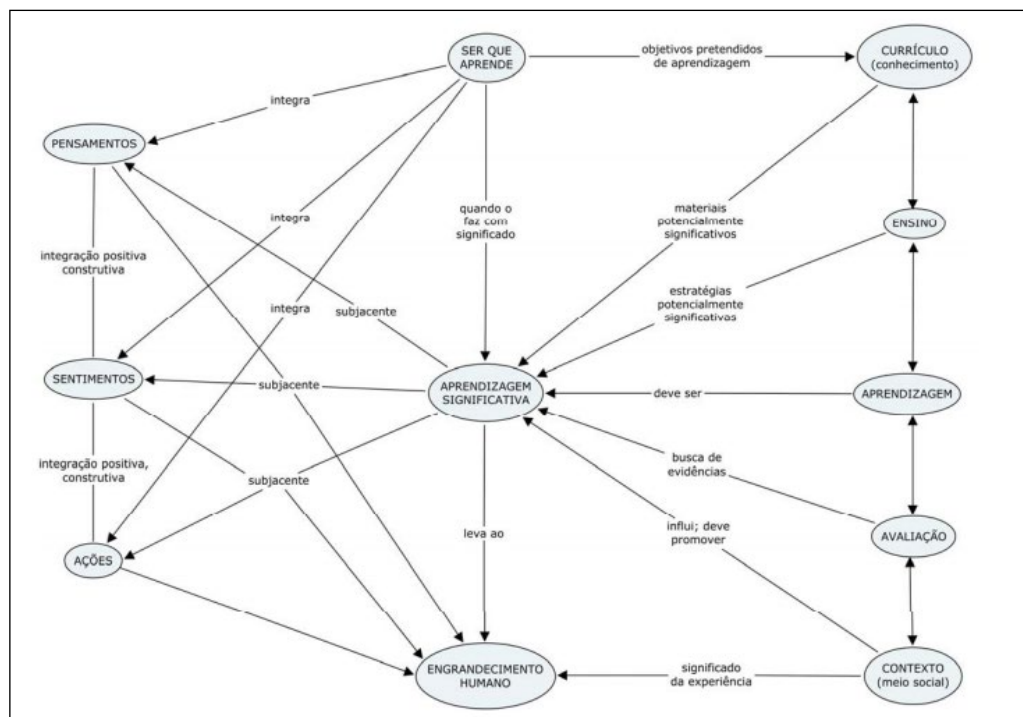 SER QUE
APRENDE
objetivos pretendidos
de aprendizagem
CURRÍCULO
(conhecimento)
integra
PENSAMENTOS
quando o
faz com
significado
integra
materiais
potencialmente
significativos
ENSINO
integração positiva
construtiva
estratégias
potencialmente
significativas
integra
subjacente
SENTIMENTOS
subjacente
APRENDIZAGEM
SIGNIFICATIVA
deve ser
APRENDIZAGEM
integração positiva,
construtiva
subjacente
busca de
evidências
leva ao
influi; deve
promover
AVALIAÇÃO
AÇÕES
ENGRANDECIMENTO
HUMANO
significado
da experiência
CONTEXTO
(meio social)